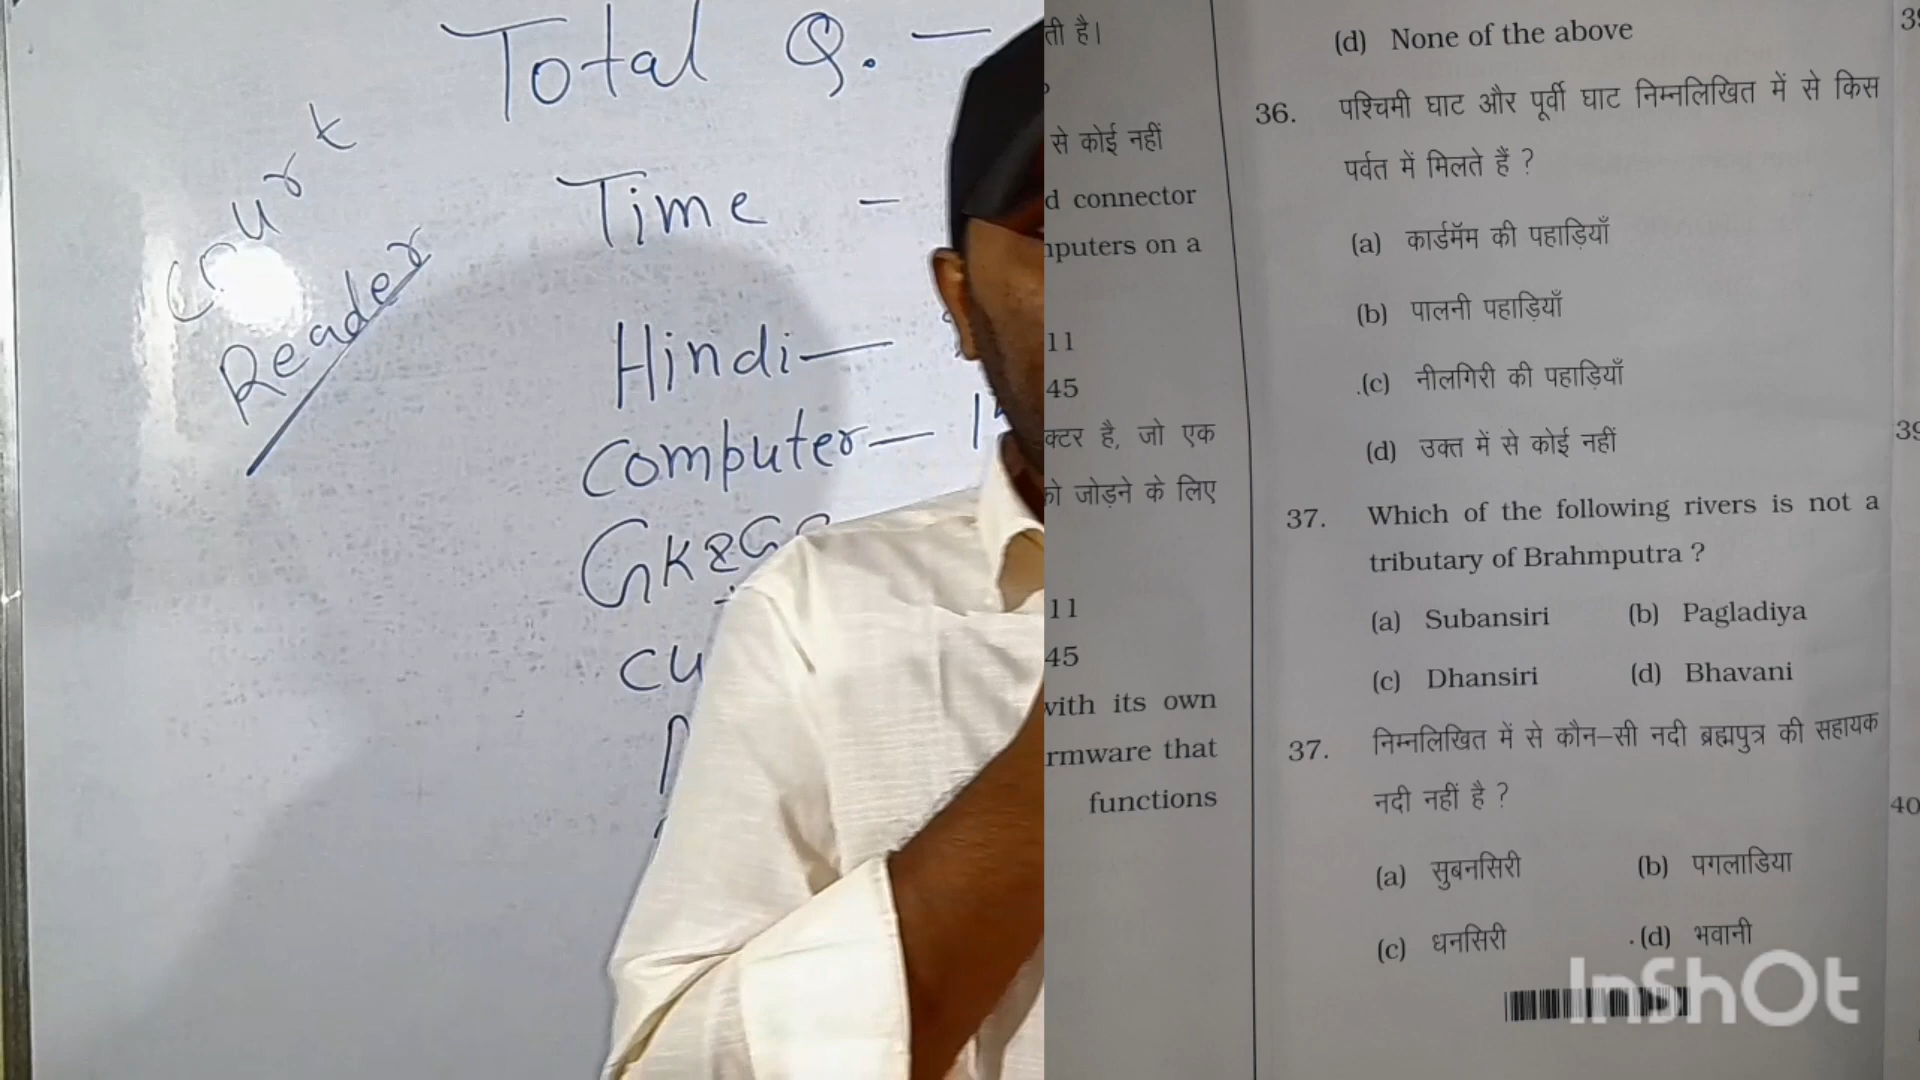 Total Q. —
Time -
Court
Reader
Hindi —
Computer —
GK &
ती है।
से कोई नहीं
connector
on a
11
45
है, जो एक
जोड़ने के लिए
11
45
with its own
that
functions
(d) None of the above
36. पश्चिमी घाट और पूर्वी घाट निम्नलिखित में से किस
पर्वत में मिलते हैं ?
(a) कार्डमॅम की पहाड़ियाँ
(b) पालनी पहाड़ियाँ
(c) नीलगिरी की पहाड़ियाँ
(d) उक्त में से कोई नहीं
37. Which of the following rivers is not a
tributary of Brahmputra ?
(a) Subansiri (b) Pagladiya
(c) Dhansiri (d) Bhavani
37. निम्नलिखित में से कौन-सी नदी ब्रह्मपुत्र की सहायक
नदी नहीं है ?
(a) सुबनसिरी (b) पगलाडिया
(c) धनसिरी (d) भवानी
InShOt
40